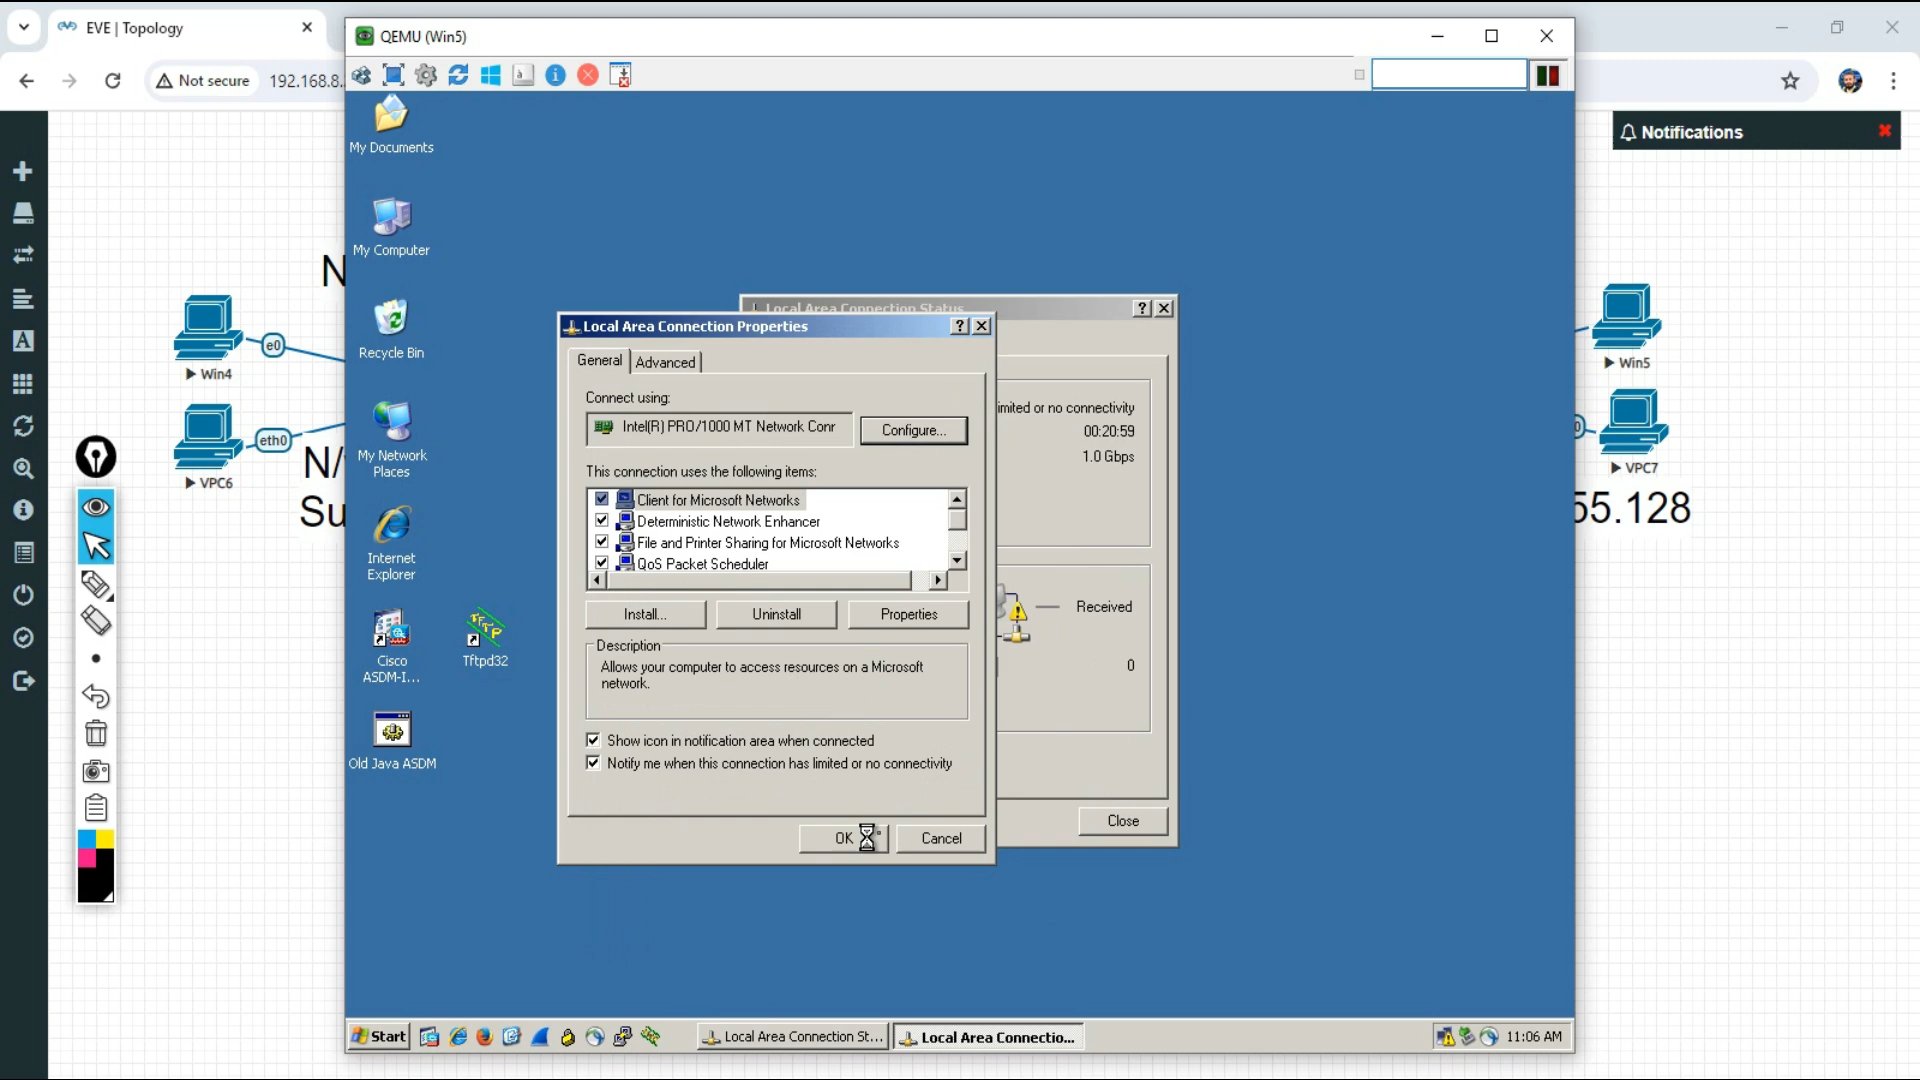 EVE | Topology
QEMU (Win5)
Not secure
192.168.8.
Notifications
My Documents
My Computer
Recycle Bin
My Network
Places
Internet
Explorer
Cisco
ASDM-I...
Tftpd32
Old Java ASDM
N
e0
Win4
eth0
N/
VPC6
Su
Win5
VPC7
55.128
Local Area Connection Status
imited or no connectivity
00:20:59
1.0 Gbps
Received
0
Close
Local Area Connection Properties
General
Advanced
Connect using:
Intel(R) PRO/1000 MT Network Conr
Configure...
This connection uses the following items:
Client for Microsoft Networks
Deterministic Network Enhancer
File and Printer Sharing for Microsoft Networks
QoS Packet Scheduler
Install...
Uninstall
Properties
Description
Allows your computer to access resources on a Microsoft
network.
Show icon in notification area when connected
Notify me when this connection has limited or no connectivity
OK
Cancel
Start
Local Area Connection St...
Local Area Connectio...
11:06 AM